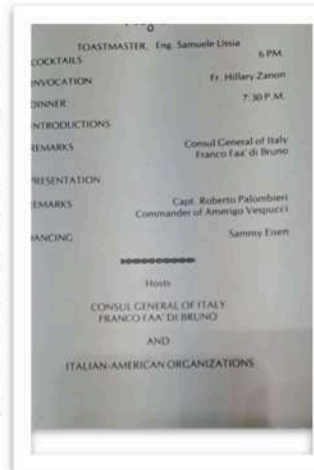 TOASTMASTER, Eng. Samuele Ussia
COCKTAILS 6 P.M.
INVOCATION Fr. Hillary Zanon
DINNER 7:30 P.M.
INTRODUCTIONS
REMARKS Consul General of Italy
Franco Faa' di Bruno
PRESENTATION
REMARKS Capt. Roberto Palombieri
Commander of Amerigo Vespucci
DANCING Sammy Eisen
Hosts
CONSUL GENERAL OF ITALY
FRANCO FAA' DI BRUNO
AND
ITALIAN-AMERICAN ORGANIZATIONS